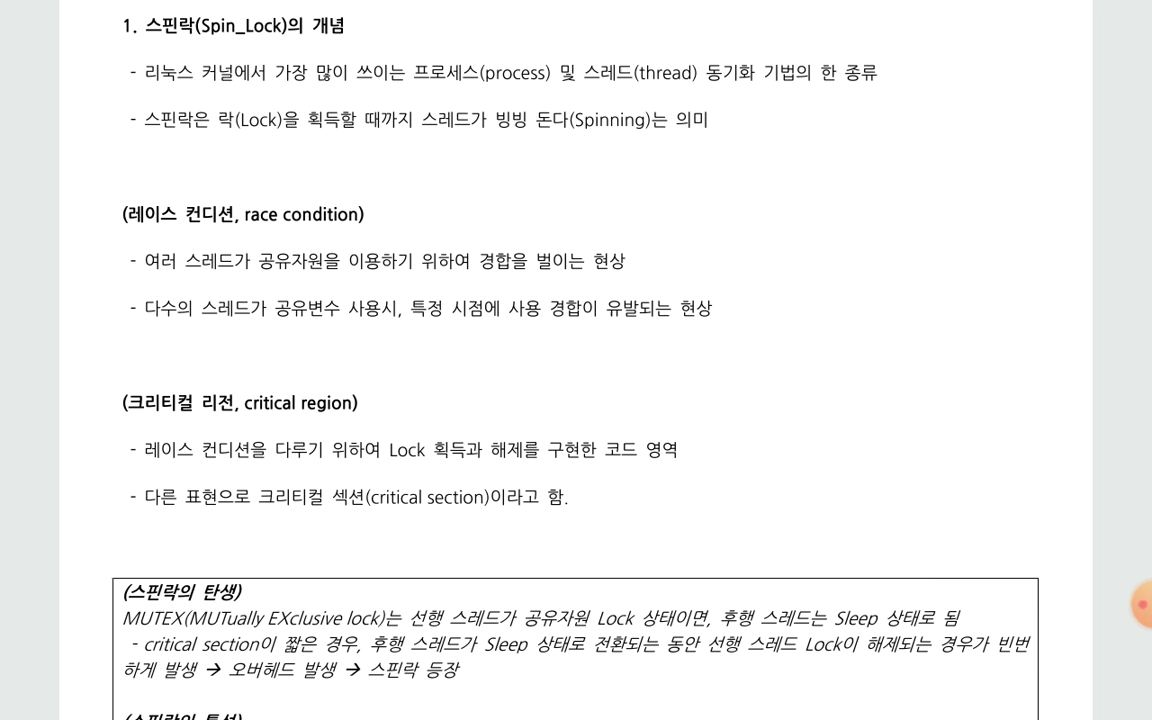 1. 스핀락(Spin_Lock)의 개념
- 리눅스 커널에서 가장 많이 쓰이는 프로세스(process) 및 스레드(thread) 동기화 기법의 한 종류
- 스핀락은 락(Lock)을 획득할 때까지 스레드가 빙빙 돈다(Spinning)는 의미
(레이스 컨디션, race condition)
- 여러 스레드가 공유자원을 이용하기 위하여 경합을 벌이는 현상
- 다수의 스레드가 공유변수 사용시, 특정 시점에 사용 경합이 유발되는 현상
(크리티컬 리전, critical region)
- 레이스 컨디션을 다루기 위하여 Lock 획득과 해제를 구현한 코드 영역
- 다른 표현으로 크리티컬 섹션(critical section)이라고 함.
(스핀락의 탄생)
MUTEX(MUTually EXclusive lock)는 선행 스레드가 공유자원 Lock 상태이면, 후행 스레드는 Sleep 상태로 됨
- critical section이 짧은 경우, 후행 스레드가 Sleep 상태로 전환되는 동안 선행 스레드 Lock이 해제되는 경우가 빈번
하게 발생 → 오버헤드 발생 → 스핀락 등장